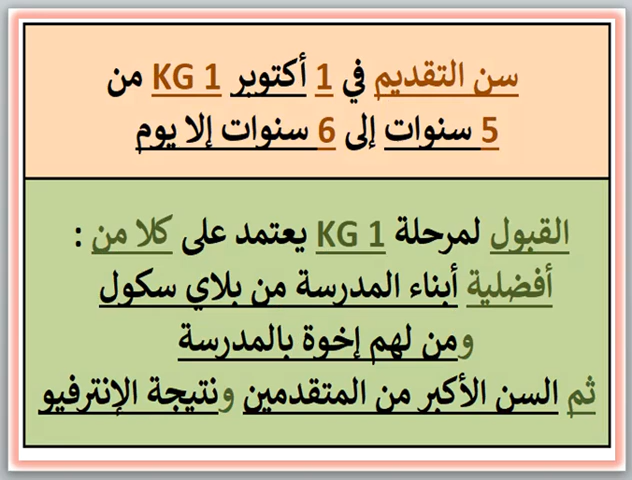 سن التقديم في 1 أكتوبر KG 1 من
5 سنوات إلى 6 سنوات إلا يوم
القبول لمرحلة KG 1 يعتمد على كلا من :
أفضلية أبناء المدرسة من بلاي سكول
ومن لهم إخوة بالمدرسة
ثم السن الأكبر من المتقدمين ونتيجة الإنترفيو